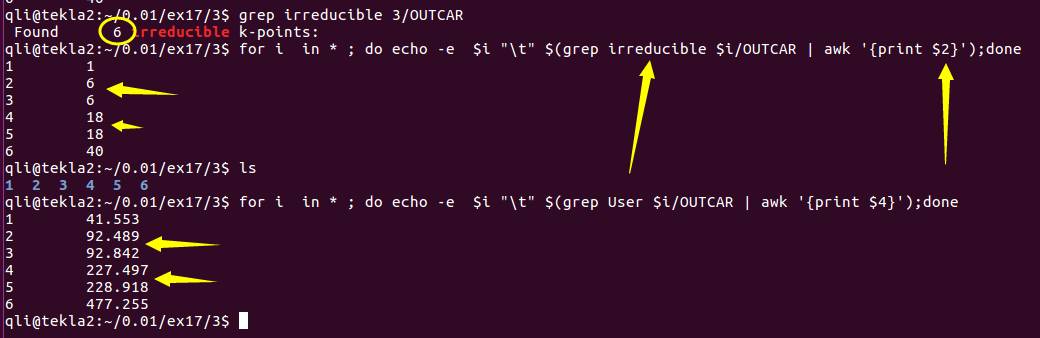 qli@tekla2:~/0.01/ex17/3$ grep irreducible 3/OUTCAR
Found 6 irreducible k-points:
qli@tekla2:~/0.01/ex17/3$ for i  in * ; do echo -e  $i "\t" $(grep irreducible $i/OUTCAR | awk '{print $2}');done
1 1
2 6
3 6
4 18
5 18
6 40
qli@tekla2:~/0.01/ex17/3$ ls
1  2  3  4  5  6
qli@tekla2:~/0.01/ex17/3$ for i  in * ; do echo -e  $i "\t" $(grep User $i/OUTCAR | awk '{print $4}');done
1 41.553
2 92.489
3 92.842
4 227.497
5 228.918
6 477.255
qli@tekla2:~/0.01/ex17/3$